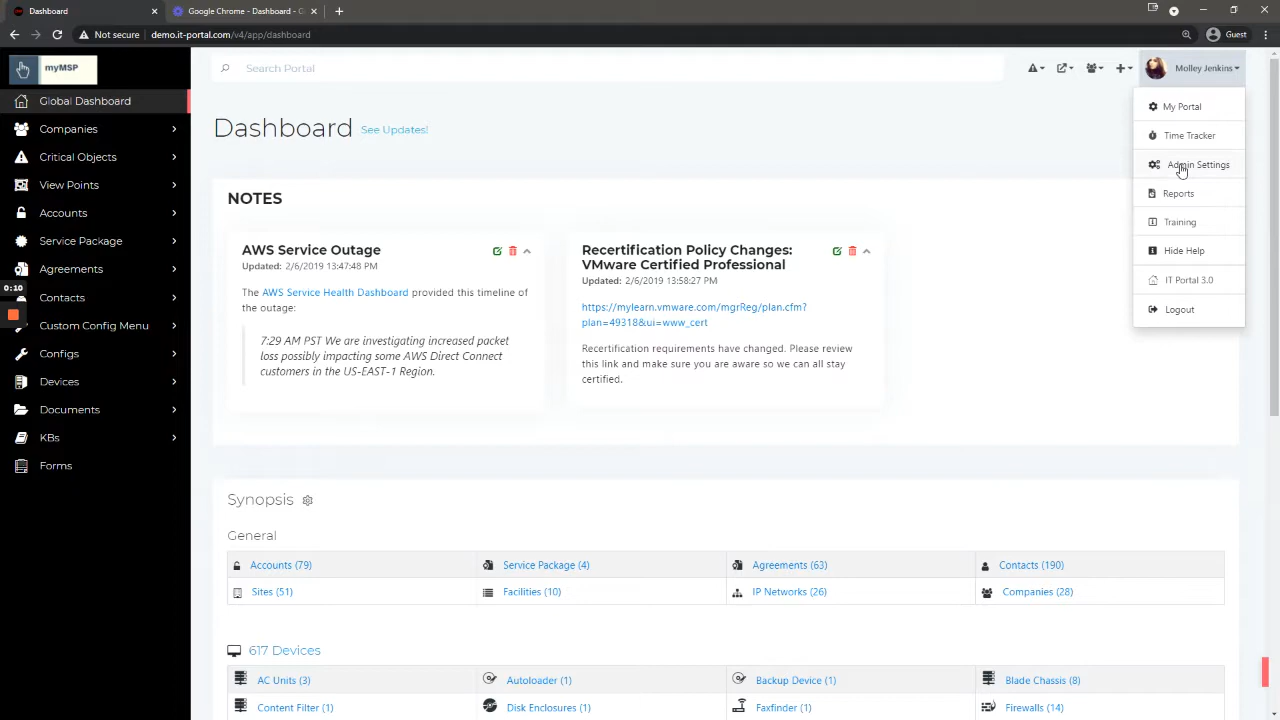 Dashboard
Google Chrome - Dashboard - G
Guest
Not secure
demo.it-portal.com/v4/app/dashboard
myMSP
Search Portal
Molley Jenkins
Global Dashboard
Companies
Critical Objects
View Points
Accounts
Service Package
Agreements
0:10
Contacts
Custom Config Menu
Configs
Devices
Documents
KBs
Forms
My Portal
Time Tracker
Admin Settings
Reports
Training
Hide Help
IT Portal 3.0
Logout
Dashboard See Updates!
NOTES
AWS Service Outage
Updated: 2/6/2019 13:47:48 PM
The AWS Service Health Dashboard provided this timeline of
the outage:
7:29 AM PST We are investigating increased packet
loss possibly impacting some AWS Direct Connect
customers in the US-EAST-1 Region.
Recertification Policy Changes:
VMware Certified Professional
Updated: 2/6/2019 13:58:27 PM
https://mylearn.vmware.com/mgrReg/plan.cfm?
plan=49318&ui=www_cert
Recertification requirements have changed. Please review
this link and make sure you are aware so we can all stay
certified.
Synopsis
General
Accounts (79) Service Package (4) Agreements (63) Contacts (190)
Sites (51) Facilities (10) IP Networks (26) Companies (28)
617 Devices
AC Units (3) Autoloader (1) Backup Device (1) Blade Chassis (8)
Content Filter (1) Disk Enclosures (1) Faxfinder (1) Firewalls (14)